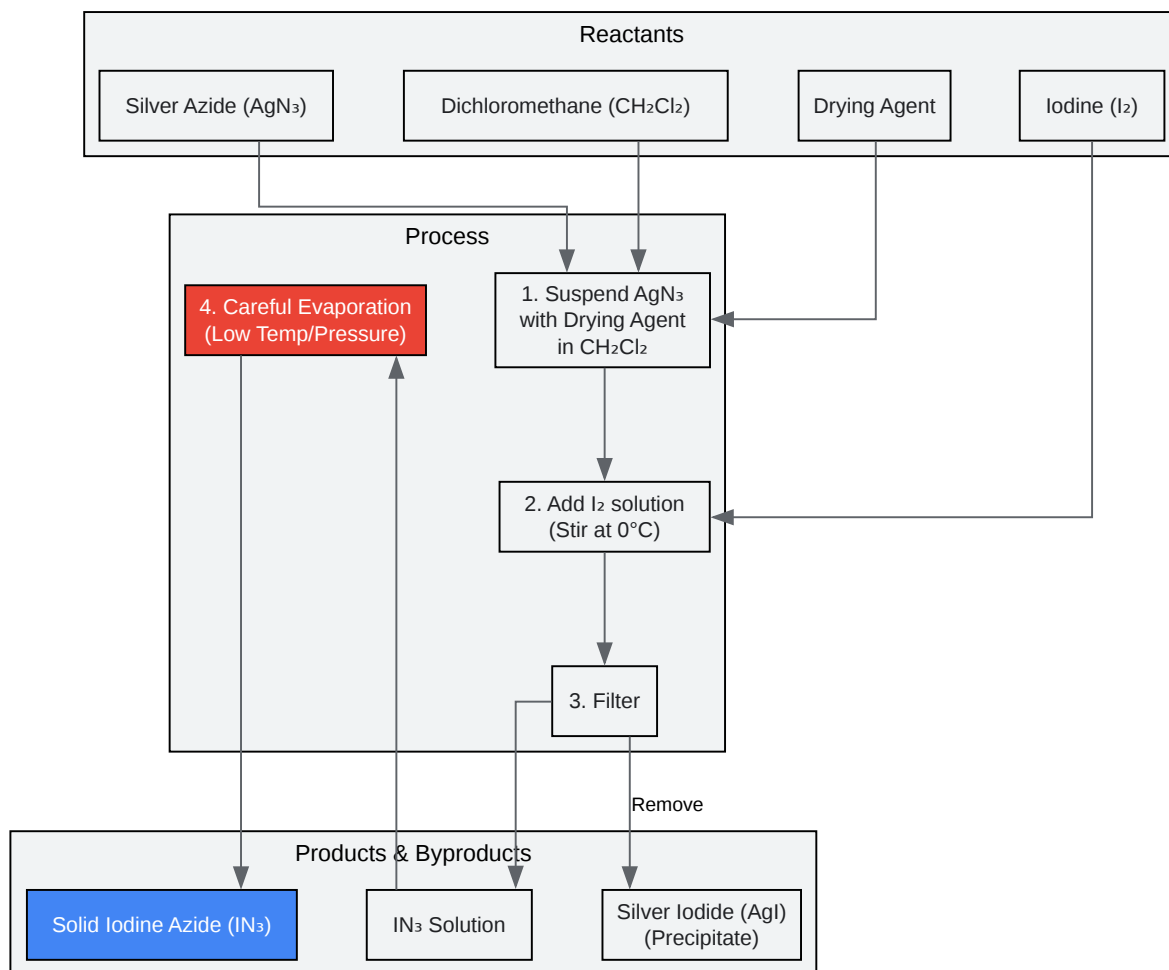 Reactants
Silver Azide (AgN₃)
Dichloromethane (CH₂Cl₂)
Drying Agent
Iodine (I₂)
Process
4. Careful Evaporation
(Low Temp/Pressure)
1. Suspend AgN₃
with Drying Agent
in CH₂Cl₂
2. Add I₂ solution
(Stir at 0°C)
3. Filter
Remove
Products & Byproducts
Solid Iodine Azide (IN₃)
IN₃ Solution
Silver Iodide (AgI)
(Precipitate)